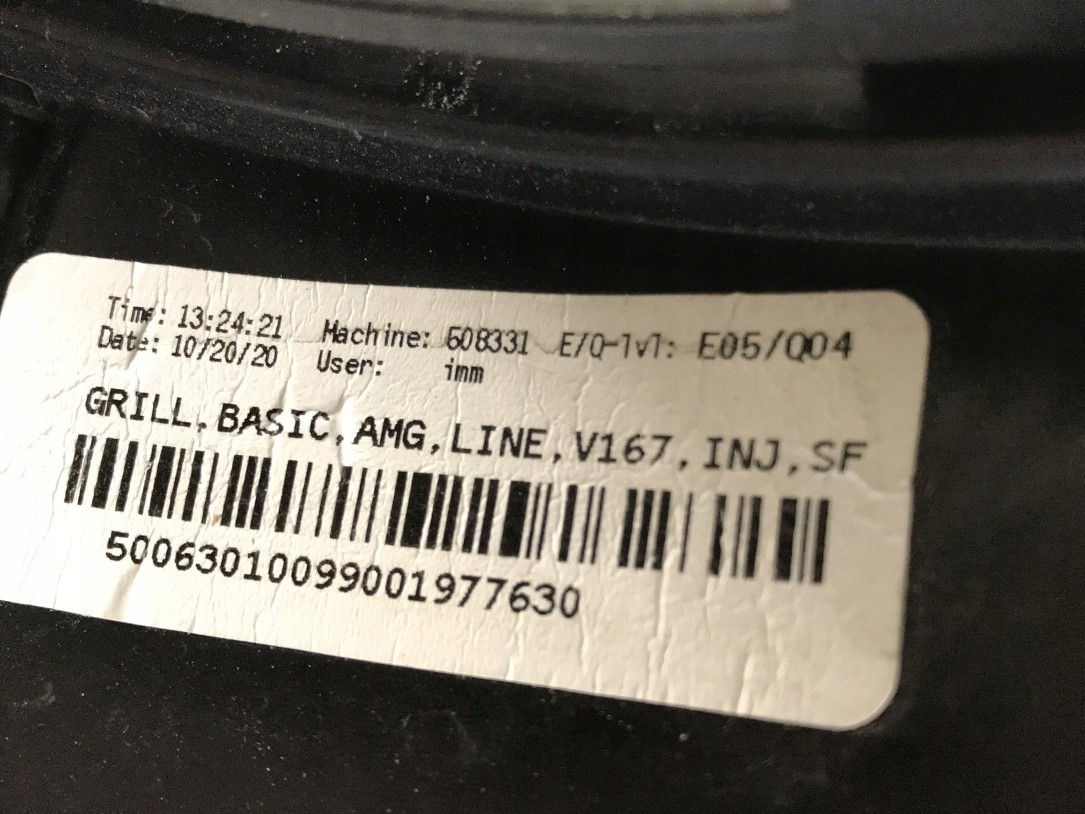 Time: 13:24:21 Machine: 608331 E/Q-lvl: E05/Q04
Date: 10/20/20 User: imm
GRILL,BASIC,AMG,LINE,V167,INJ,SF
50063010099001977630